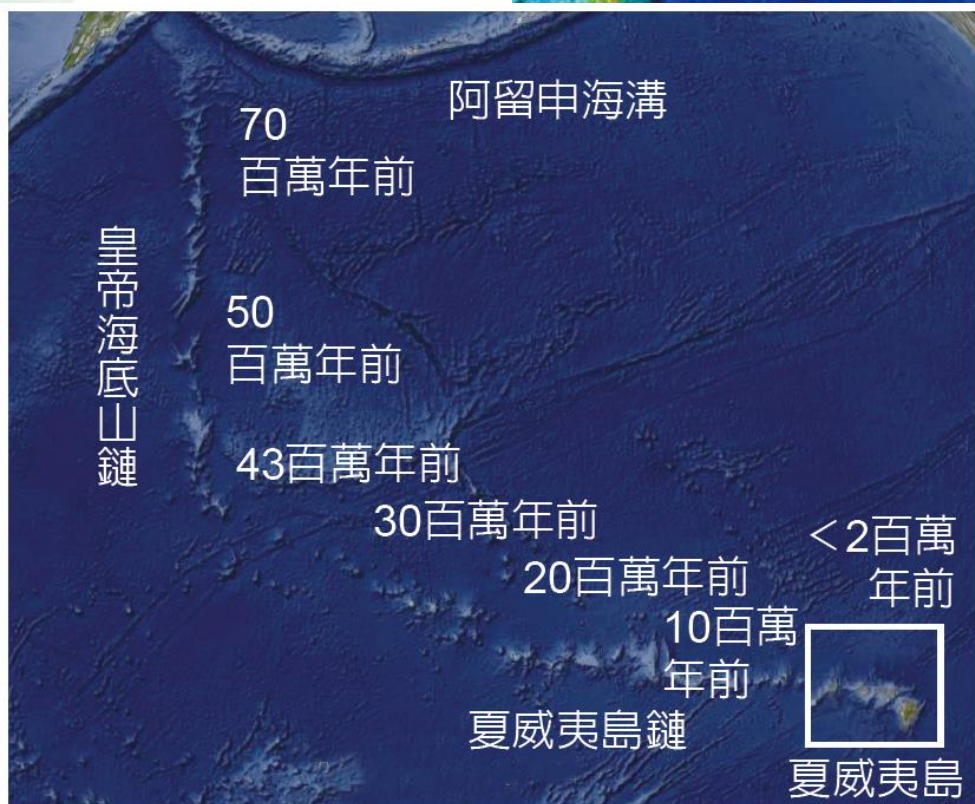 阿留申海溝
70
百萬年前
皇帝海底山鏈
50
百萬年前
43百萬年前
30百萬年前
＜2百萬
年前
20百萬年前
10百萬
年前
夏威夷島鏈
夏威夷島